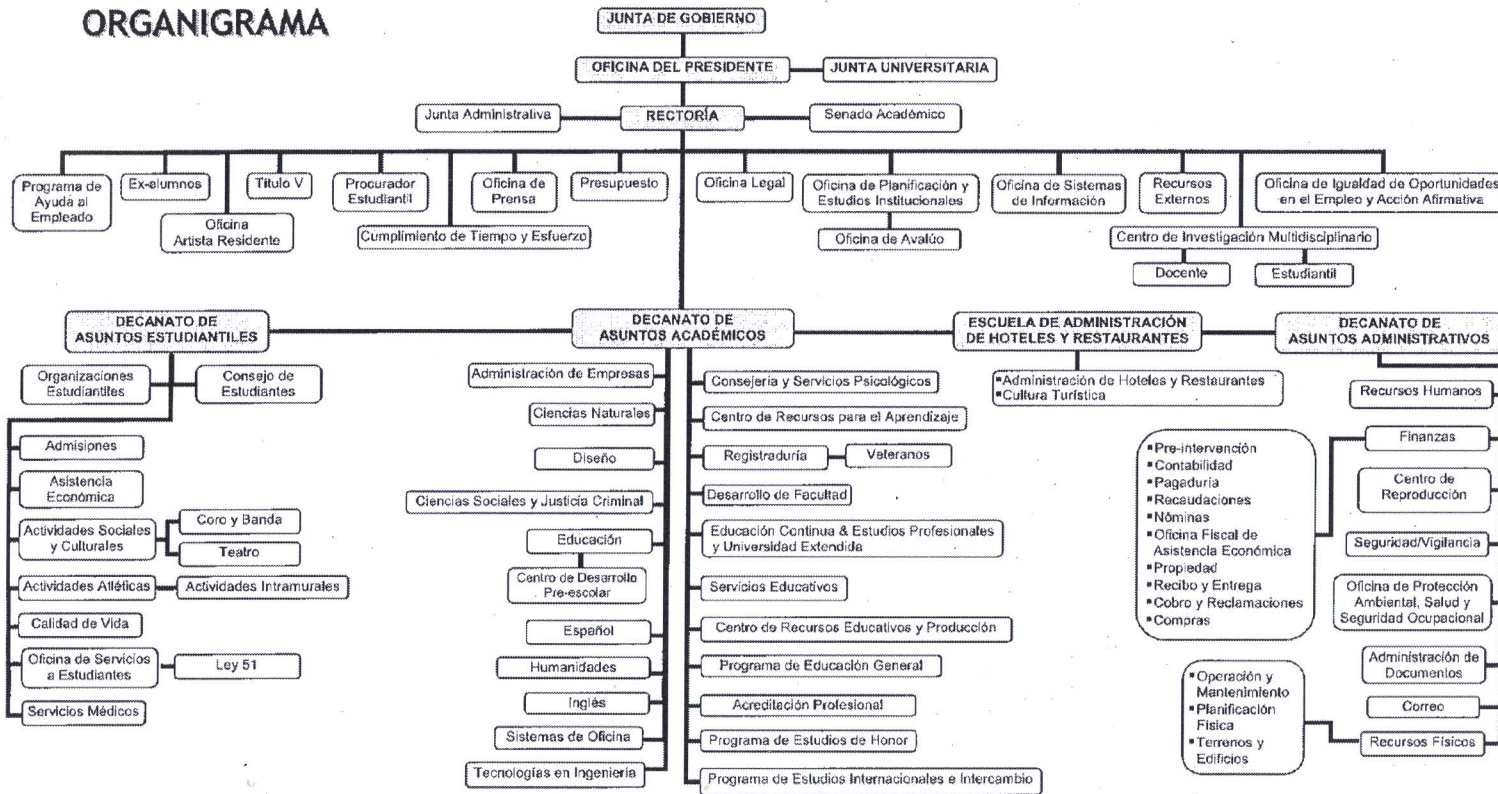 ORGANIGRAMA
JUNTA DE GOBIERNO
OFICINA DEL PRESIDENTE
JUNTA UNIVERSITARIA
Junta Administrativa
RECTORÍA
Senado Académico
Programa de
Ayuda al
Empleado
Ex-alumnos
Oficina
Artista Residente
Título V
Procurador
Estudiantil
Cumplimiento de Tiempo y Esfuerzo
Oficina de
Prensa
Presupuesto
Oficina Legal
Oficina de Planificación y
Estudios Institucionales
Oficina de Avalúo
Oficina de Sistemas
de Información
Recursos
Externos
Centro de Investigación Multidisciplinario
Docente
Estudiantil
Oficina de Igualdad de Oportunidades
en el Empleo y Acción Afirmativa
DECANATO DE
ASUNTOS ESTUDIANTILES
Organizaciones
Estudiantiles
Consejo de
Estudiantes
Admisiones
Asistencia
Económica
Actividades Sociales
y Culturales
Coro y Banda
Teatro
Actividades Atléticas
Actividades Intramurales
Calidad de Vida
Oficina de Servicios
a Estudiantes
Ley 51
Servicios Médicos
DECANATO DE
ASUNTOS ACADÉMICOS
Administración de Empresas
Ciencias Naturales
Diseño
Ciencias Sociales y Justicia Criminal
Educación
Centro de Desarrollo
Pre-escolar
Español
Humanidades
Inglés
Sistemas de Oficina
Tecnologías en Ingeniería
Consejería y Servicios Psicológicos
Centro de Recursos para el Aprendizaje
Registraduría
Veteranos
Desarrollo de Facultad
Educación Continua & Estudios Profesionales
y Universidad Extendida
Servicios Educativos
Centro de Recursos Educativos y Producción
Programa de Educación General
Acreditación Profesional
Programa de Estudios de Honor
Programa de Estudios Internacionales e Intercambio
ESCUELA DE ADMINISTRACIÓN
DE HOTELES Y RESTAURANTES
▪Administración de Hoteles y Restaurantes
▪Cultura Turística
DECANATO DE
ASUNTOS ADMINISTRATIVOS
Recursos Humanos
Finanzas
▪Pre-intervención
▪Contabilidad
▪Pagaduría
▪Recaudaciones
▪Nóminas
▪Oficina Fiscal de
Asistencia Económica
▪Propiedad
▪Recibo y Entrega
▪Cobro y Reclamaciones
▪Compras
Centro de
Reproducción
Seguridad/Vigilancia
Oficina de Protección
Ambiental, Salud y
Seguridad Ocupacional
Administración de
Documentos
Correo
Recursos Físicos
▪Operación y
Mantenimiento
▪Planificación
Física
▪Terrenos y
Edificios